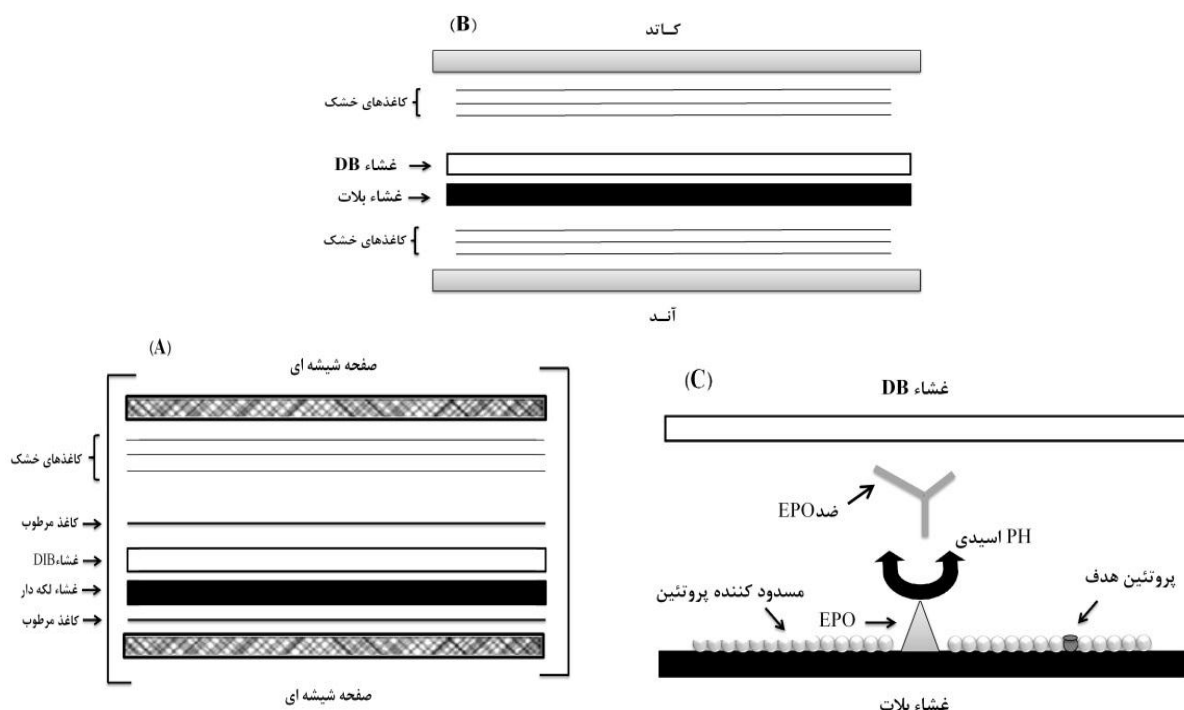 (B)
کـاتد
کاغذهای خشک
غشاء DB
غشاء بلات
کاغذهای خشک
آنـد
(A)
صفحه شیشه ای
کاغذهای خشک
کاغذ مرطوب
غشاءDIB
غشاء لکه دار
کاغذ مرطوب
صفحه شیشه ای
(C)
غشاء DB
ضدEPO
PH اسیدی
پروتئین هدف
مسدود کننده پروتئین
EPO
غشاء بلات